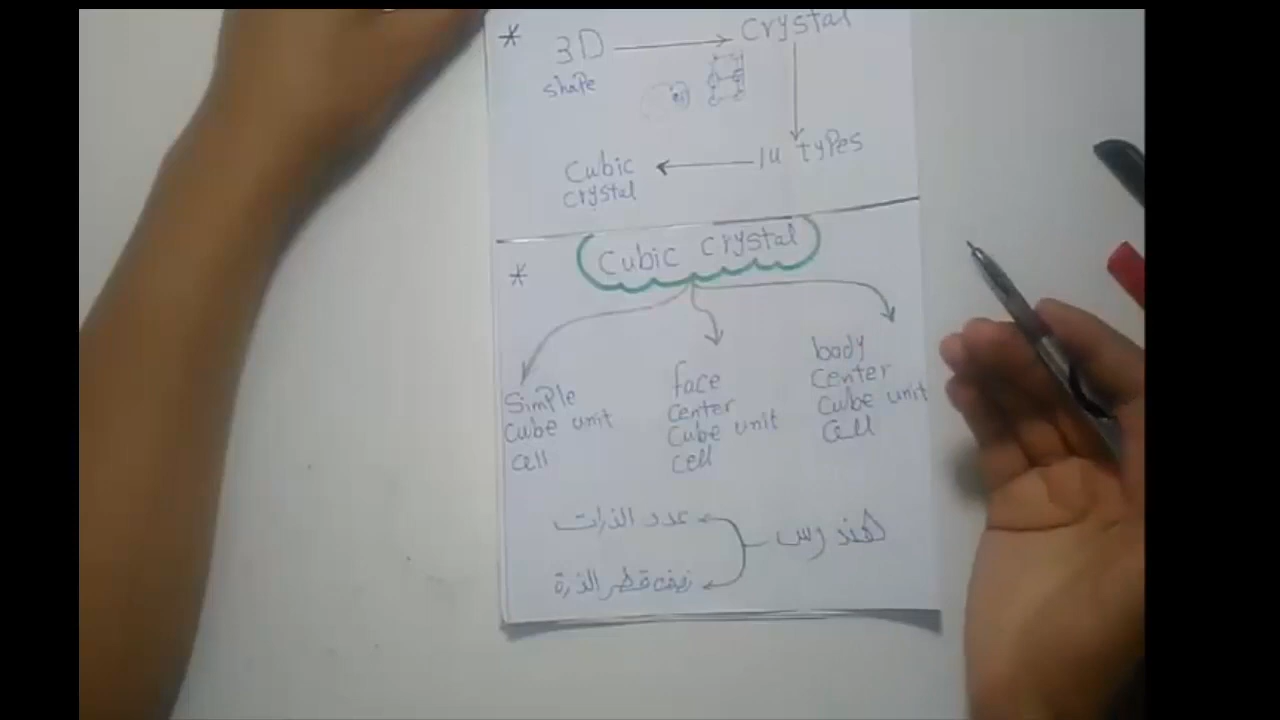 * 3D → Crystal
shape
14 types
Cubic
crystal
* Cubic crystal
Simple
cube unit
cell
face
center
cube unit
cell
body
center
cube unit
cell
هندرس
عدد الذرات
نصف قطر الذرة